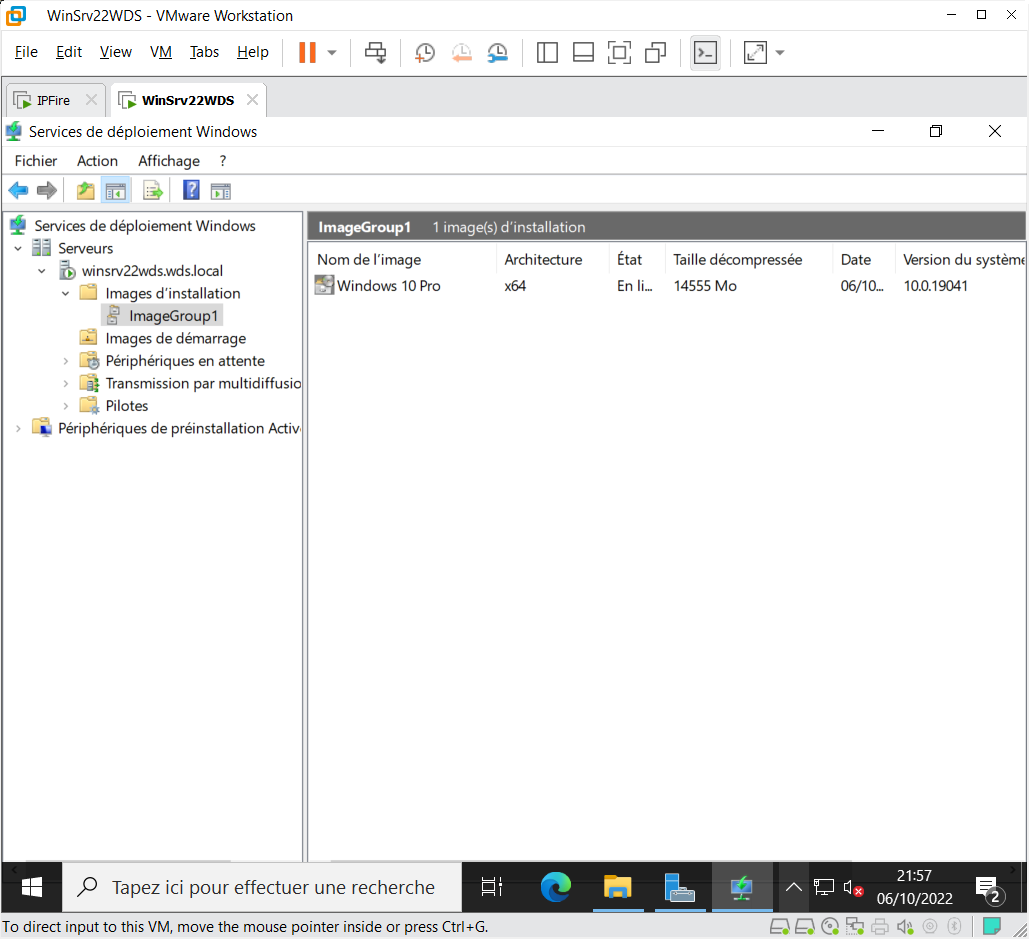 WinSrv22WDS - VMware Workstation
File Edit View VM Tabs Help
IPFire WinSrv22WDS
Services de déploiement Windows
Fichier Action Affichage ?
Services de déploiement Windows
Serveurs
winsrv22wds.wds.local
Images d'installation
ImageGroup1
Images de démarrage
Périphériques en attente
Transmission par multidiffusio
Pilotes
Périphériques de préinstallation Active
ImageGroup1 1 image(s) d'installation
Nom de l'image Architecture État Taille décompressée Date Version du système
Windows 10 Pro x64 En li... 14555 Mo 06/10... 10.0.19041
Tapez ici pour effectuer une recherche
21:57
06/10/2022
2
To direct input to this VM, move the mouse pointer inside or press Ctrl+G.